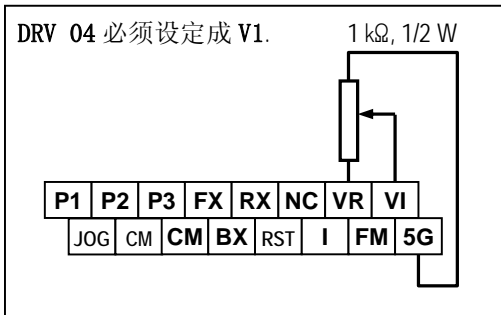 DRV 04 必须设定成 V1. 1 kΩ, 1/2 W
P1 P2 P3 FX RX NC VR VI
JOG CM CM BX RST I FM 5G